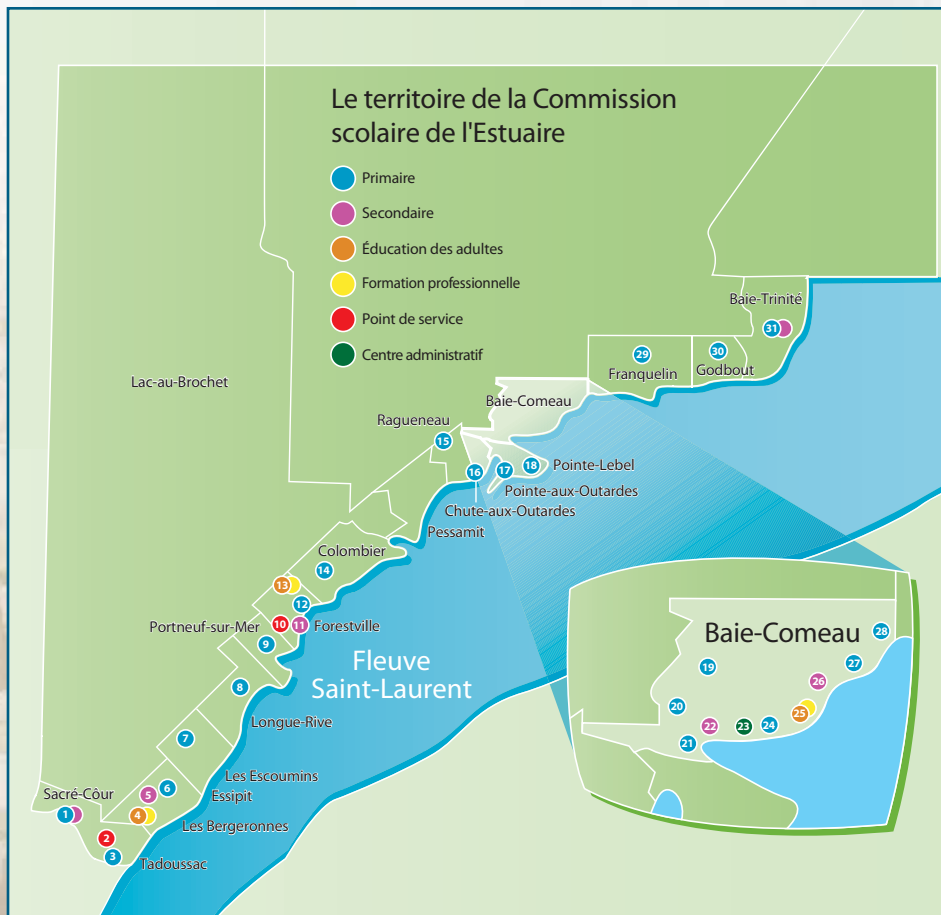 Le territoire de la Commission
scolaire de l'Estuaire
Primaire
Secondaire
Éducation des adultes
Formation professionnelle
Point de service
Centre administratif
Baie-Trinité
31
29
Franquelin
30
Godbout
Lac-au-Brochet
Baie-Comeau
Ragueneau
15
16
17
18
Pointe-Lebel
Pointe-aux-Outardes
Chute-aux-Outardes
Pessamit
Colombier
14
13
12
Portneuf-sur-Mer
10
11
Forestville
9
Fleuve
Saint-Laurent
8
Longue-Rive
7
Les Escoumins
Essipit
Sacré-Côur
5
6
1
4
Les Bergeronnes
2
3
Tadoussac
Baie-Comeau
28
27
19
26
20
25
22
23
24
21